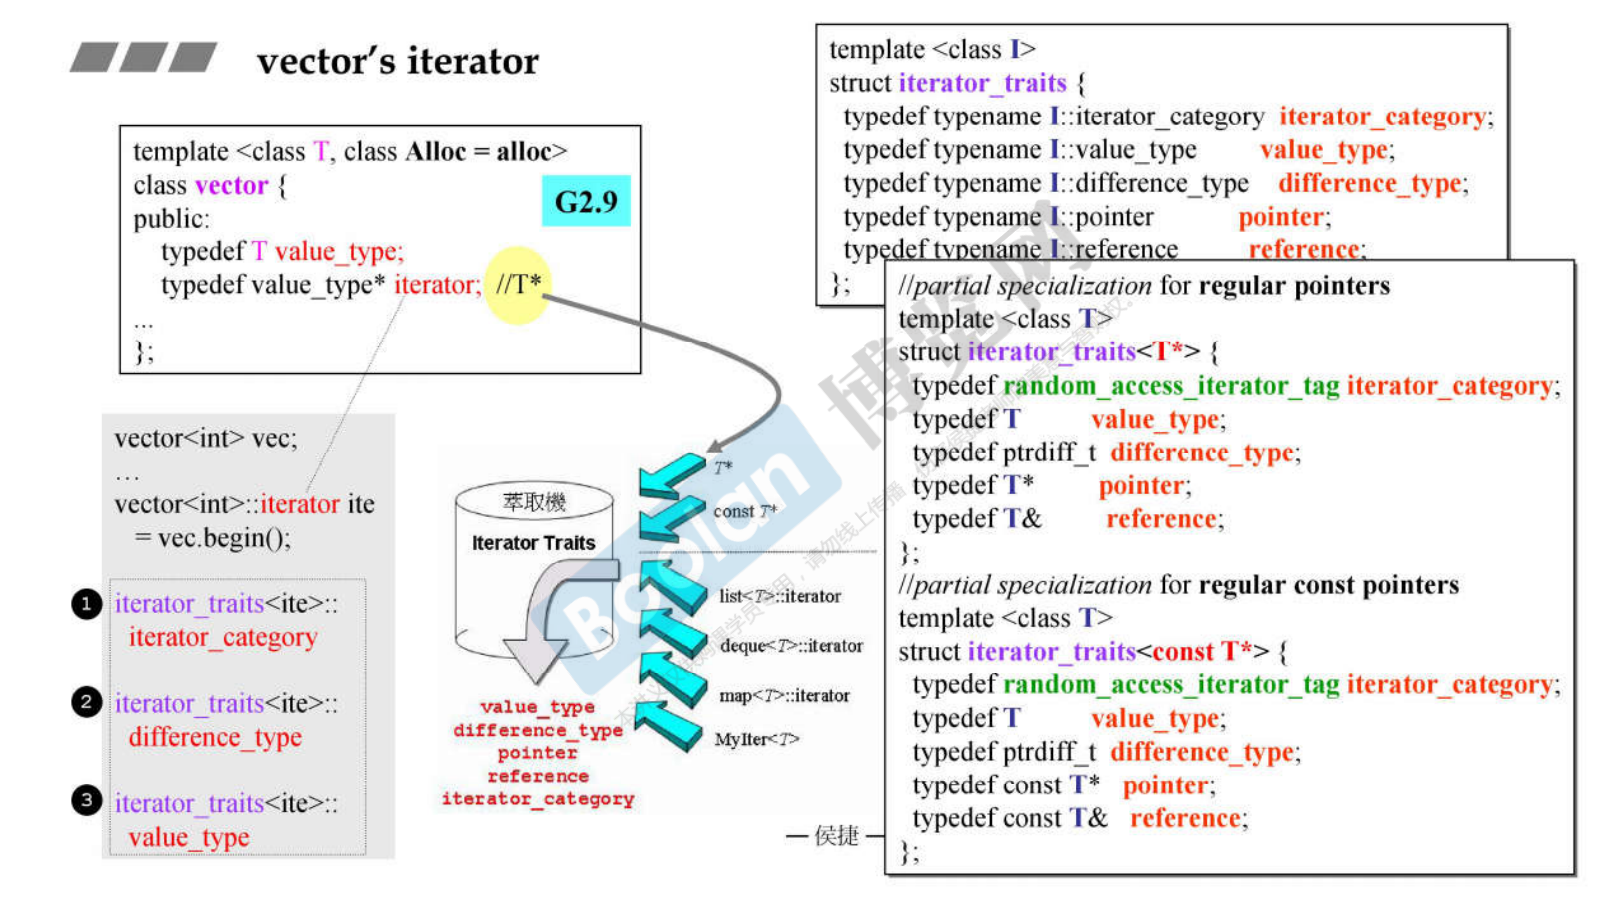 vector's iterator
template <class T, class Alloc = alloc>
class vector {
public:
typedef T value_type;
typedef value_type* iterator; //T*
...
};
G2.9
vector<int> vec;
...
vector<int>::iterator ite
= vec.begin();
1 iterator_traits<ite>::
iterator_category
2 iterator_traits<ite>::
difference_type
3 iterator_traits<ite>::
value_type
萃取機
Iterator Traits
value_type
difference_type
pointer
reference
iterator_category
T*
const T*
list<T>::iterator
deque<T>::iterator
map<T>::iterator
MyIter<T>
template <class I>
struct iterator_traits {
typedef typename I::iterator_category iterator_category;
typedef typename I::value_type value_type;
typedef typename I::difference_type difference_type;
typedef typename I::pointer pointer;
typedef typename I::reference reference;
};
//partial specialization for regular pointers
template <class T>
struct iterator_traits<T*> {
typedef random_access_iterator_tag iterator_category;
typedef T value_type;
typedef ptrdiff_t difference_type;
typedef T* pointer;
typedef T& reference;
};
//partial specialization for regular const pointers
template <class T>
struct iterator_traits<const T*> {
typedef random_access_iterator_tag iterator_category;
typedef T value_type;
typedef ptrdiff_t difference_type;
typedef const T* pointer;
typedef const T& reference;
};
— 侯捷 —
Boolan 博览网